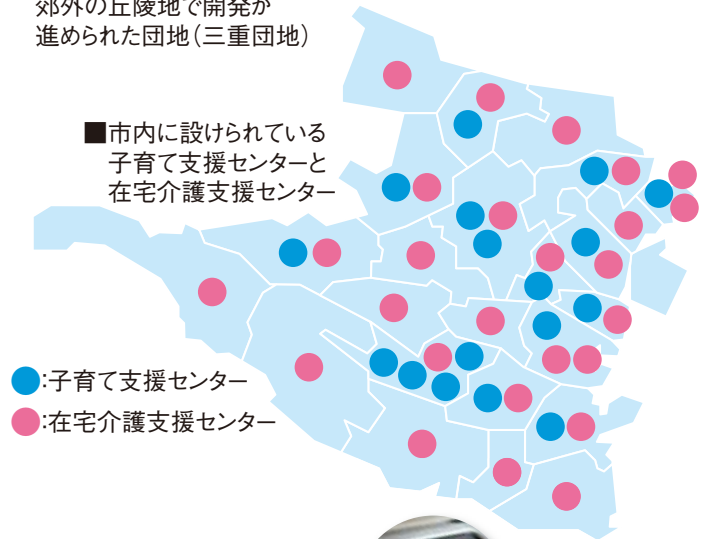 郊外の丘陵地で開発が
進められた団地(三重団地)
■市内に設けられている
子育て支援センターと
在宅介護支援センター
:子育て支援センター
:在宅介護支援センター